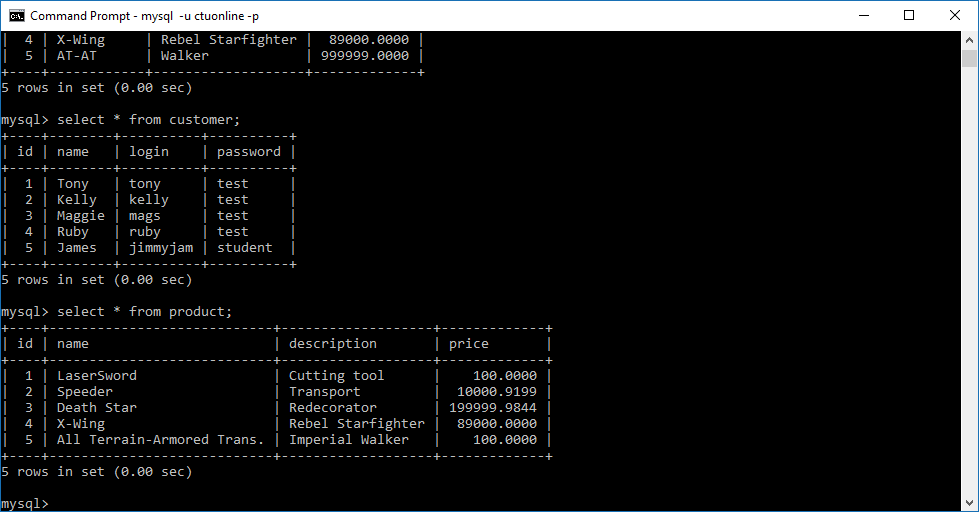 Command Prompt - mysql  -u ctuonline -p
|  4 | X-Wing     | Rebel Starfighter |  89000.0000 |
|  5 | AT-AT      | Walker            | 999999.0000 |
+----+------------+-------------------+-------------+
5 rows in set (0.00 sec)
mysql> select * from customer;
+----+--------+----------+----------+
| id | name   | login    | password |
+----+--------+----------+----------+
|  1 | Tony   | tony     | test     |
|  2 | Kelly  | kelly    | test     |
|  3 | Maggie | mags     | test     |
|  4 | Ruby   | ruby     | test     |
|  5 | James  | jimmyjam | student  |
+----+--------+----------+----------+
5 rows in set (0.00 sec)
mysql> select * from product;
+----+----------------------------+-------------------+-------------+
| id | name                       | description       | price       |
+----+----------------------------+-------------------+-------------+
|  1 | LaserSword                 | Cutting tool      |    100.0000 |
|  2 | Speeder                    | Transport         |  10000.9199 |
|  3 | Death Star                 | Redecorator       | 199999.9844 |
|  4 | X-Wing                     | Rebel Starfighter |  89000.0000 |
|  5 | All Terrain-Armored Trans. | Imperial Walker   |    100.0000 |
+----+----------------------------+-------------------+-------------+
5 rows in set (0.00 sec)
mysql>